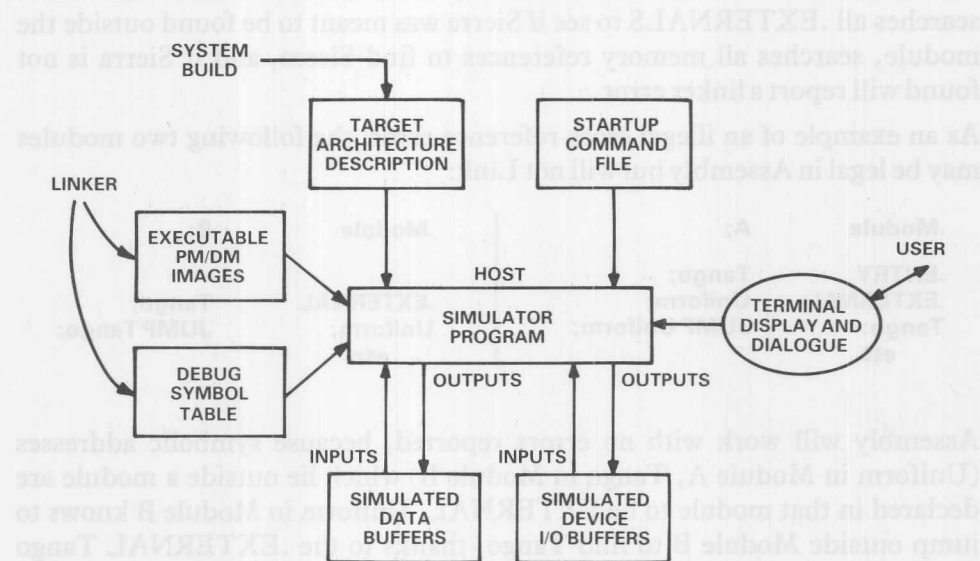 SYSTEM
BUILD
TARGET
ARCHITECTURE
DESCRIPTION
STARTUP
COMMAND
FILE
LINKER
EXECUTABLE
PM/DM
IMAGES
HOST
SIMULATOR
PROGRAM
USER
TERMINAL
DISPLAY AND
DIALOGUE
DEBUG
SYMBOL
TABLE
OUTPUTS
OUTPUTS
INPUTS
INPUTS
SIMULATED
DATA
BUFFERS
SIMULATED
DEVICE
I/O BUFFERS